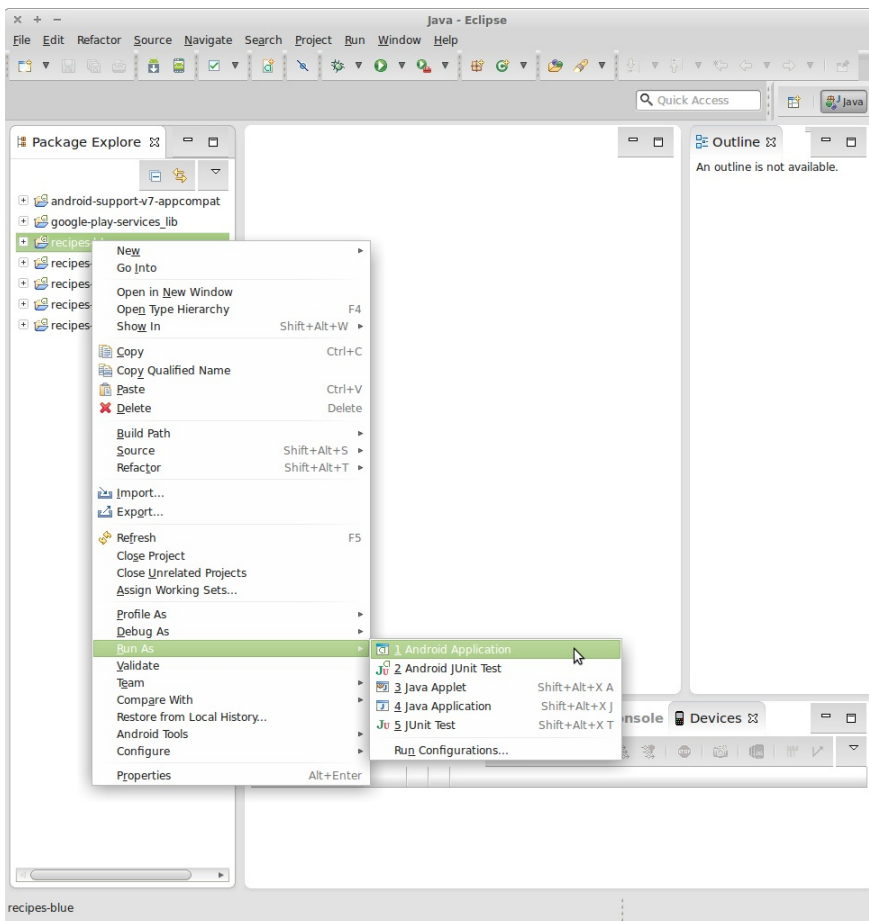 Java - Eclipse
File Edit Refactor Source Navigate Search Project Run Window Help
Quick Access
Java
Package Explore
Outline
An outline is not available.
android-support-v7-appcompat
google-play-services_lib
recipes-
recipes-
recipes-
recipes-
recipes-
New
Go Into
Open in New Window
Open Type Hierarchy F4
Show In Shift+Alt+W
Copy Ctrl+C
Copy Qualified Name
Paste Ctrl+V
Delete Delete
Build Path
Source Shift+Alt+S
Refactor Shift+Alt+T
Import...
Export...
Refresh F5
Close Project
Close Unrelated Projects
Assign Working Sets...
Profile As
Debug As
Run As
Validate
Team
Compare With
Restore from Local History...
Android Tools
Configure
Properties Alt+Enter
1 Android Application
2 Android JUnit Test
3 Java Applet Shift+Alt+X A
4 Java Application Shift+Alt+X J
5 JUnit Test Shift+Alt+X T
Run Configurations...
nsole
Devices
recipes-blue